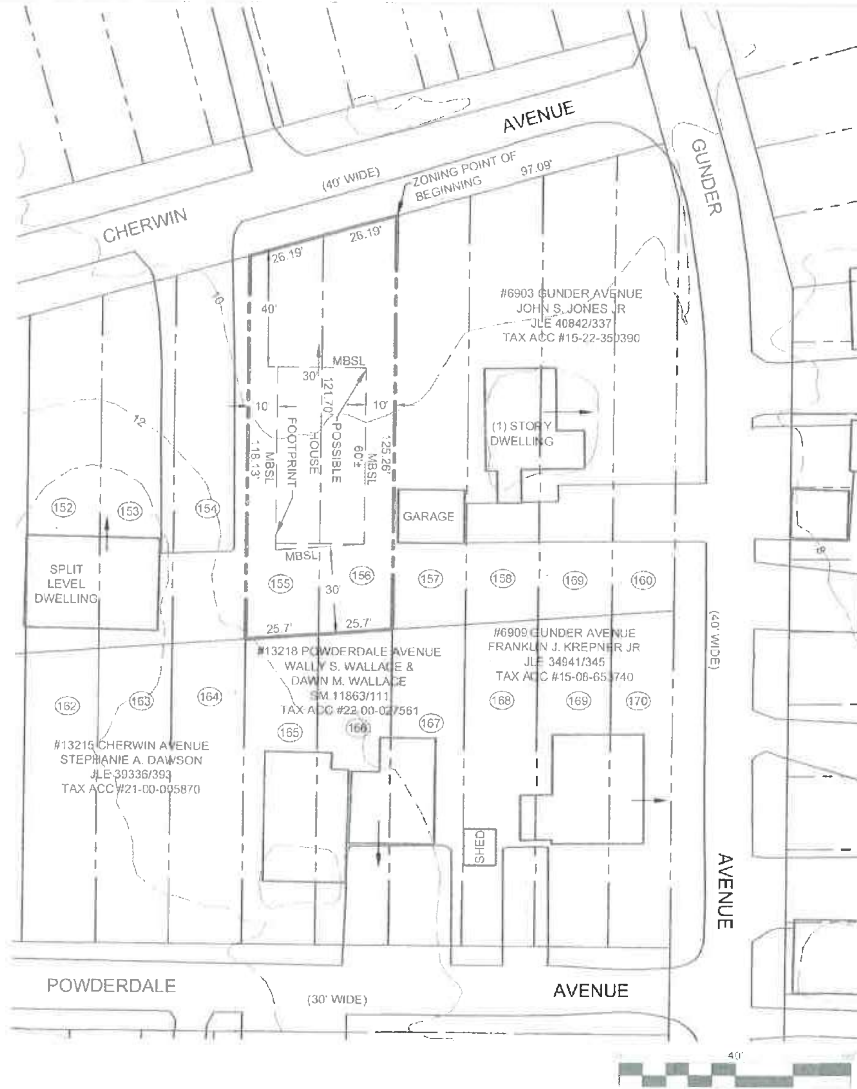 AVENUE
GUNDER
(40' WIDE)
ZONING POINT OF
BEGINNING
97.09'
CHERWIN
26.19'
26.19'
10
40'
#6903 GUNDER AVENUE
JOHN S. JONES JR
JLE 40842/337
TAX ACC #15-22-350390
MBSL
30'
10'
10'
121.70'
12
MBSL
118.13'
FOOTPRINT
HOUSE
POSSIBLE
60'±
MBSL
125.26'
(1) STORY
DWELLING
152
153
154
GARAGE
MBSL
SPLIT
LEVEL
DWELLING
155
156
157
158
169
160
30'
25.7'
25.7'
(40' WIDE)
#13218 POWDERDALE AVENUE
WALLY S. WALLACE &
DAWN M. WALLACE
SM 11863/111
TAX ACC #22-00-027561
#6909 GUNDER AVENUE
FRANKLIN J. KREPNER JR
JLE 34941/345
TAX ACC #15-08-653740
162
163
164
165
166
167
168
169
170
#13215 CHERWIN AVENUE
STEPHANIE A. DAWSON
JLE 39336/393
TAX ACC #21-00-005870
SHED
AVENUE
POWDERDALE
(30' WIDE)
AVENUE
40'